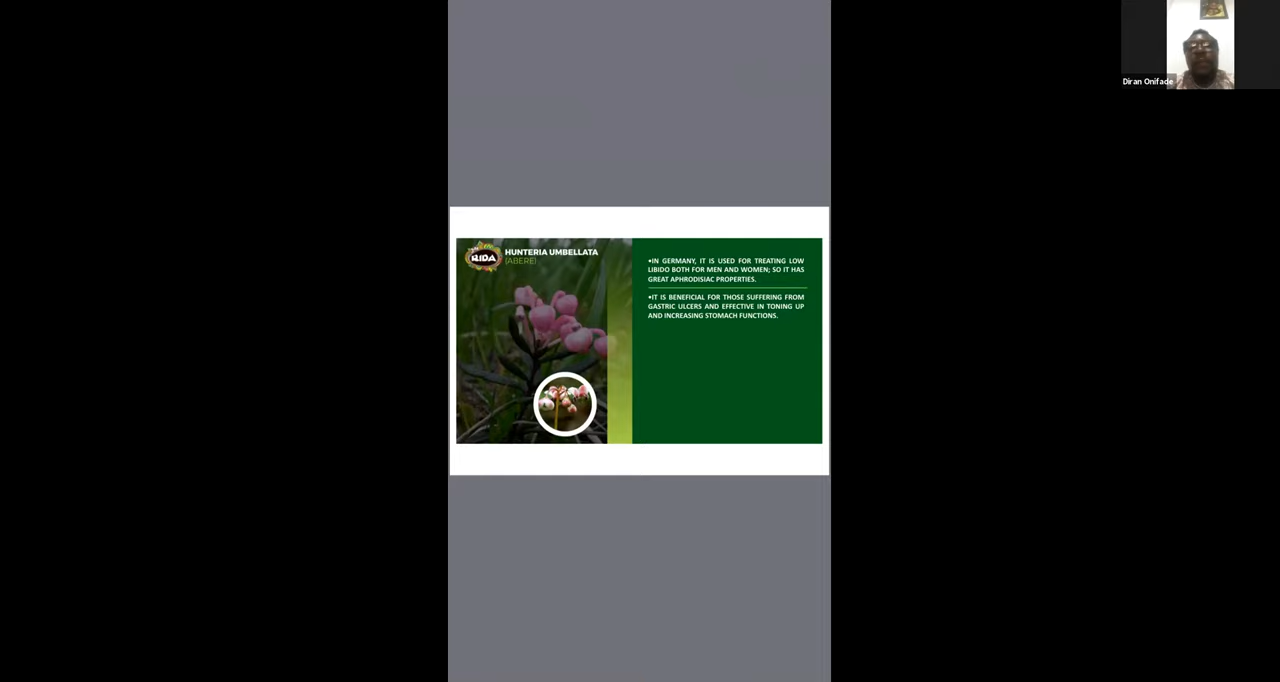 Diran Onifade
RIDA
HUNTERIA UMBELLATA
(ABERE)
•IN GERMANY, IT IS USED FOR TREATING LOW
LIBIDO BOTH FOR MEN AND WOMEN; SO IT HAS
GREAT APHRODISIAC PROPERTIES.
•IT IS BENEFICIAL FOR THOSE SUFFERING FROM
GASTRIC ULCERS AND EFFECTIVE IN TONING UP
AND INCREASING STOMACH FUNCTIONS.